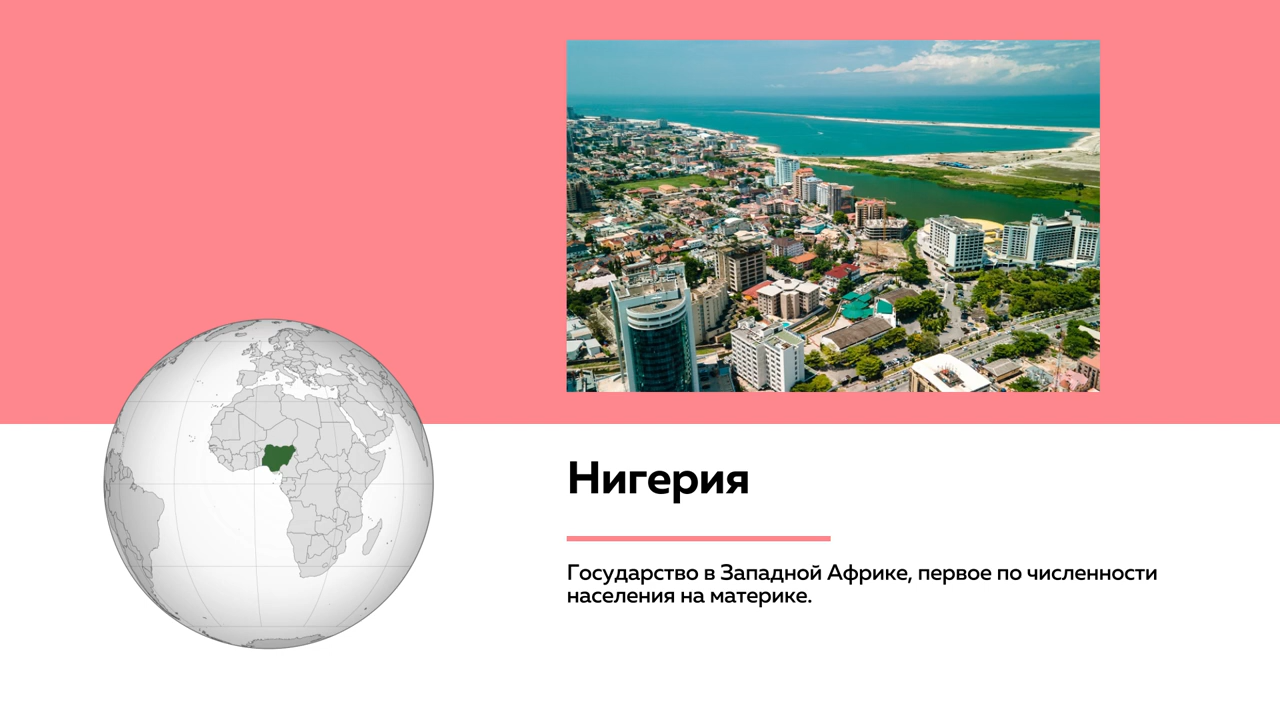 Нигерия
Государство в Западной Африке, первое по численности
населения на материке.